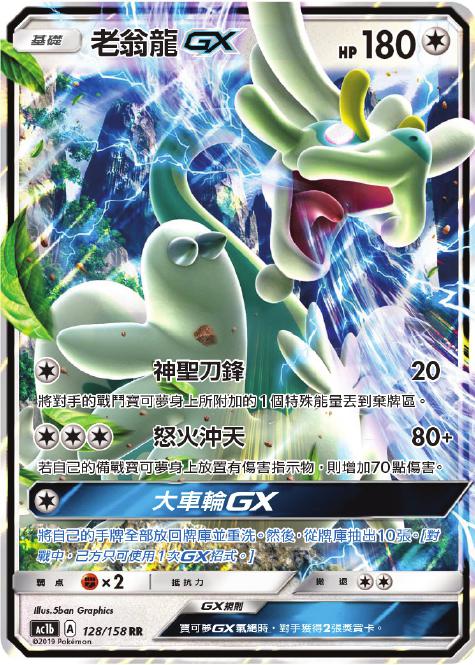 基礎 老翁龍GX HP180
神聖刀鋒 20
將對手的戰鬥寶可夢身上所附加的1個特殊能量丟到棄牌區。
怒火沖天 80+
若自己的備戰寶可夢身上放置有傷害指示物，則增加70點傷害。
大車輪GX
將自己的手牌全部放回牌庫並重洗。然後，從牌庫抽出10張。[對
戰中，己方只可使用1次GX招式。]
弱點 ×2 抵抗力 撤退
Illus.5ban Graphics
GX規則
AC1b A 128/158 RR
寶可夢GX氣絕時，對手獲得2張獎賞卡。
©2019 Pokémon